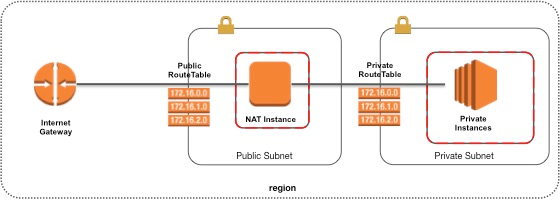 Internet
Gateway
Public
RouteTable
172.16.0.0
172.16.1.0
172.16.2.0
NAT Instance
Public Subnet
Private
RouteTable
172.16.0.0
172.16.1.0
172.16.2.0
Private
Instances
Private Subnet
region